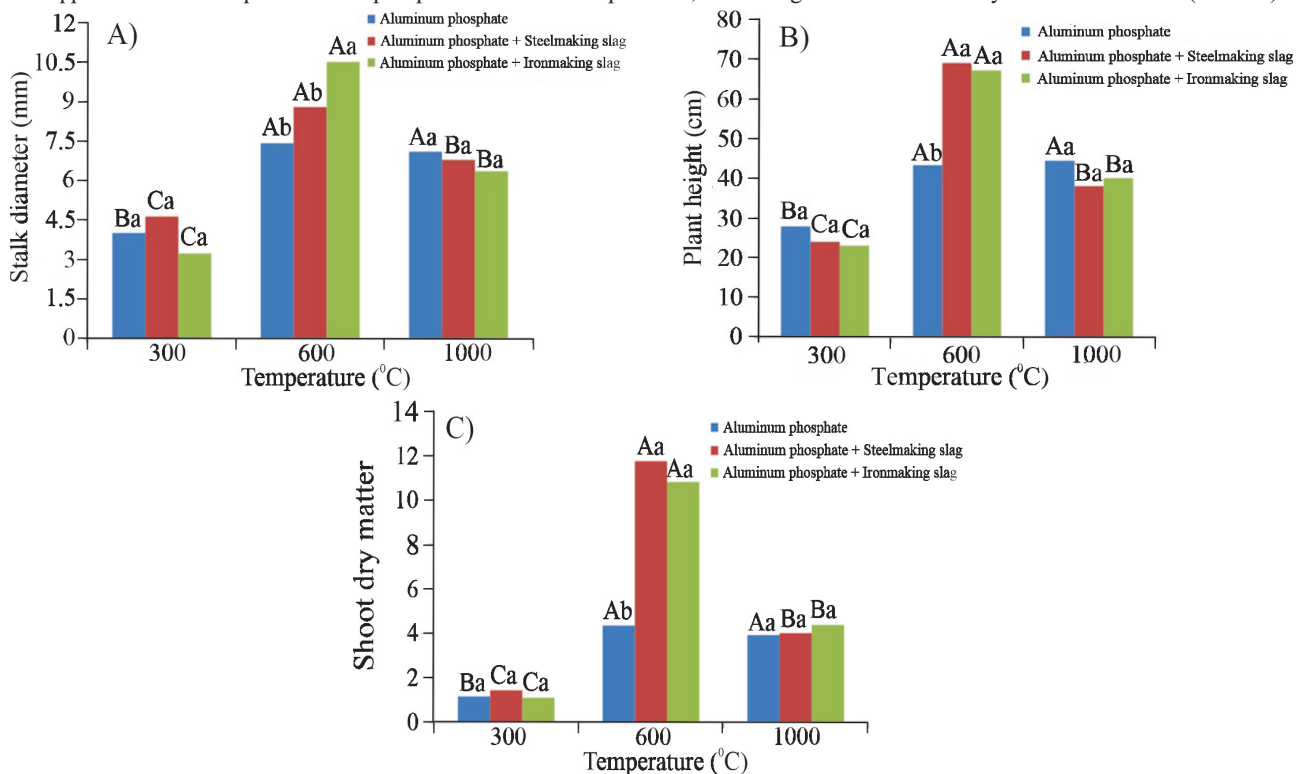 A)
Aluminum phosphate
Aluminum phosphate + Steelmaking slag
Aluminum phosphate + Ironmaking slag
Stalk diameter (mm)
12
10.5
9
7.5
6
4.5
3
1.5
0
Ba
Ca
Ca
Ab
Ab
Aa
Aa
Ba
Ba
300
600
1000
Temperature (⁰C)
B)
Aluminum phosphate
Aluminum phosphate + Steelmaking slag
Aluminum phosphate + Ironmaking slag
Plant height (cm)
80
70
60
50
40
30
20
10
0
Ba
Ca
Ca
Ab
Aa
Aa
Aa
Ba
Ba
300
600
1000
Temperature (⁰C)
C)
Aluminum phosphate
Aluminum phosphate + Steelmaking slag
Aluminum phosphate + Ironmaking slag
Shoot dry matter
14
12
10
8
6
4
2
0
Ba
Ca
Ca
Ab
Aa
Aa
Aa
Ba
Ba
300
600
1000
Temperature (⁰C)